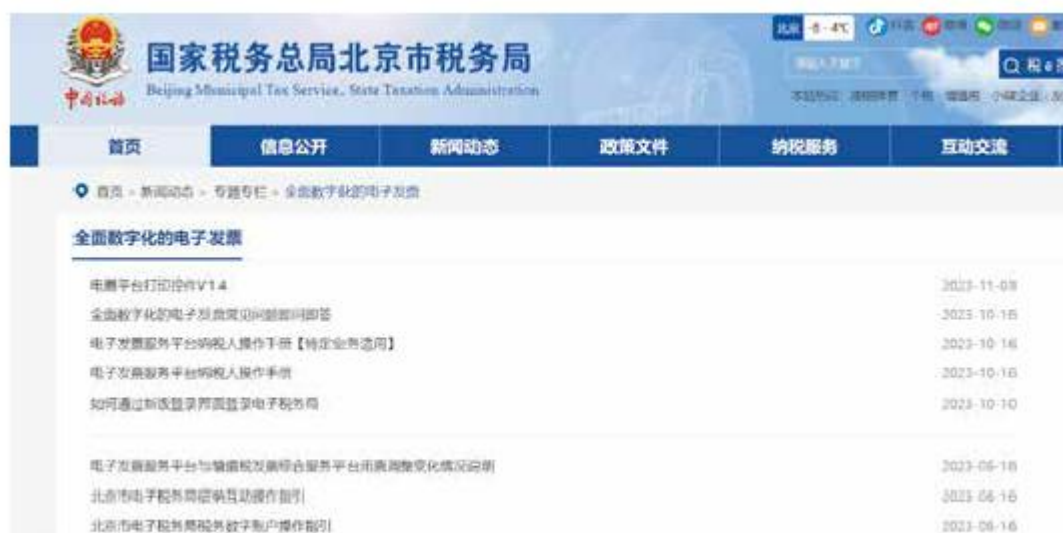 北京 -8 - -4℃
国家税务总局北京市税务局
中国税务
Beijing Municipal Tax Service, State Taxation Administration
首页 信息公开 新闻动态 政策文件 纳税服务 互动交流
首页 > 新闻动态 > 专题专栏 > 全面数字化的电子发票
全面数字化的电子发票
电票平台打印控件V1.4 2023-11-08
全面数字化的电子发票常见问题即问即答 2023-10-16
电子发票服务平台纳税人操作手册【特定业务适用】 2023-10-16
电子发票服务平台纳税人操作手册 2023-10-16
如何通过新版登录界面登录电子税务局 2023-10-10
电子发票服务平台与增值税发票综合服务平台用票调整变化情况说明 2023-06-16
北京市电子税务局征纳互动操作指引 2023-06-16
北京市电子税务局税务数字账户操作指引 2023-06-16